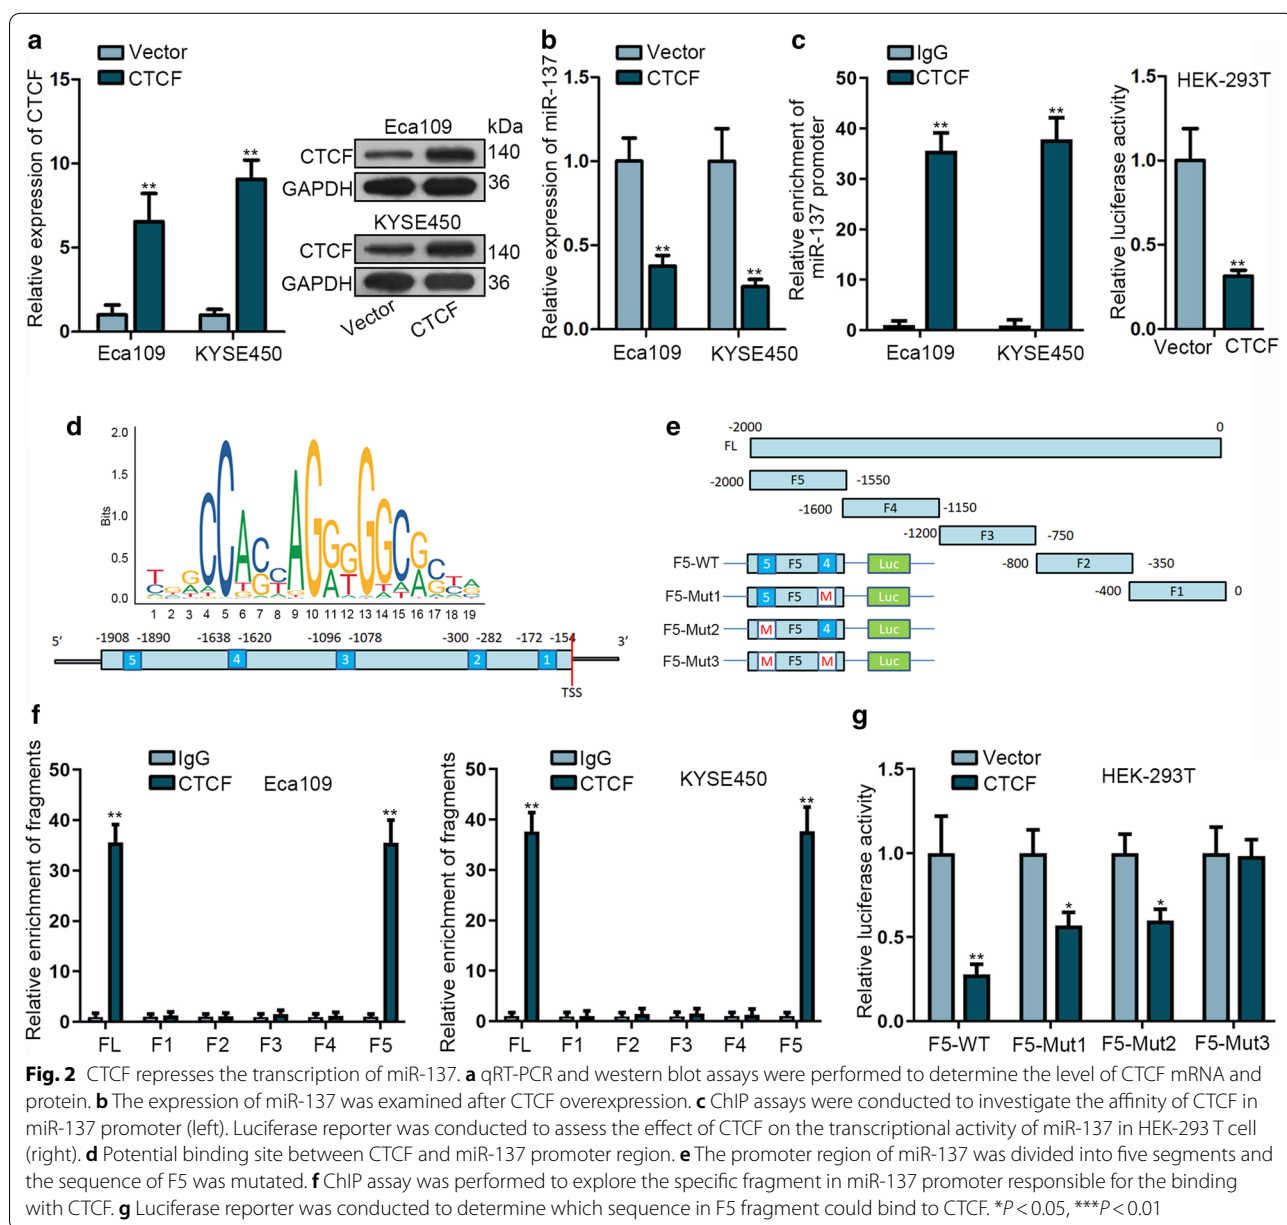 a
Vector
CTCF
Relative expression of CTCF
15
10
5
0
**
**
Eca109
KYSE450
Eca109
kDa
CTCF
140
GAPDH
36
KYSE450
CTCF
140
GAPDH
36
Vector
CTCF
b
Vector
CTCF
Relative expression of miR-137
1.5
1.0
0.5
0.0
**
**
Eca109
KYSE450
c
IgG
CTCF
Relative enrichment of
miR-137 promoter
50
40
30
20
10
0
**
**
Eca109
KYSE450
HEK-293T
Relative luciferase activity
1.5
1.0
0.5
0.0
**
Vector
CTCF
d
Bits
2.0
1.5
1.0
0.5
0.0
1 2 3 4 5 6 7 8 9 10 11 12 13 14 15 16 17 18 19
5′
-1908 -1890 -1638 -1620 -1096 -1078 -300 -282 -172 -154
3′
5 4 3 2 1
TSS
e
-2000 0
FL
-2000 F5 -1550
-1600 F4 -1150
-1200 F3 -750
-800 F2 -350
-400 F1 0
F5-WT 5 F5 4 Luc
F5-Mut1 5 F5 M Luc
F5-Mut2 M F5 4 Luc
F5-Mut3 M F5 M Luc
f
IgG
CTCF
Eca109
Relative enrichment of fragments
50
40
30
20
10
0
**
**
FL F1 F2 F3 F4 F5
IgG
CTCF
KYSE450
Relative enrichment of fragments
50
40
30
20
10
0
**
**
FL F1 F2 F3 F4 F5
g
Vector
CTCF
HEK-293T
Relative luciferase activity
1.5
1.0
0.5
0.0
**
*
*
F5-WT F5-Mut1 F5-Mut2 F5-Mut3
Fig. 2 CTCF represses the transcription of miR-137. a qRT-PCR and western blot assays were performed to determine the level of CTCF mRNA and
protein. b The expression of miR-137 was examined after CTCF overexpression. c ChIP assays were conducted to investigate the affinity of CTCF in
miR-137 promoter (left). Luciferase reporter was conducted to assess the effect of CTCF on the transcriptional activity of miR-137 in HEK-293 T cell
(right). d Potential binding site between CTCF and miR-137 promoter region. e The promoter region of miR-137 was divided into five segments and
the sequence of F5 was mutated. f ChIP assay was performed to explore the specific fragment in miR-137 promoter responsible for the binding
with CTCF. g Luciferase reporter was conducted to determine which sequence in F5 fragment could bind to CTCF. *P < 0.05, ***P < 0.01